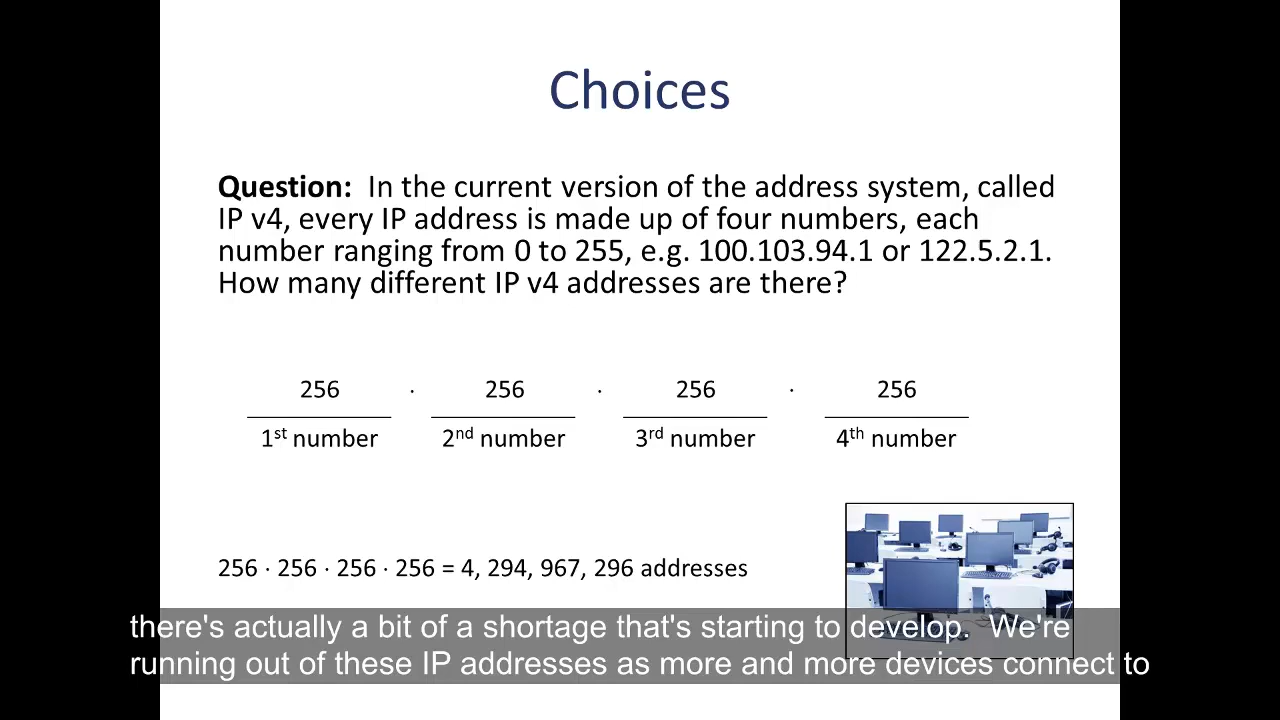 Choices
Question: In the current version of the address system, called
IP v4, every IP address is made up of four numbers, each
number ranging from 0 to 255, e.g. 100.103.94.1 or 122.5.2.1.
How many different IP v4 addresses are there?
256 · 256 · 256 · 256
1st number 2nd number 3rd number 4th number
256 · 256 · 256 · 256 = 4, 294, 967, 296 addresses
there's actually a bit of a shortage that's starting to develop. We're
running out of these IP addresses as more and more devices connect to